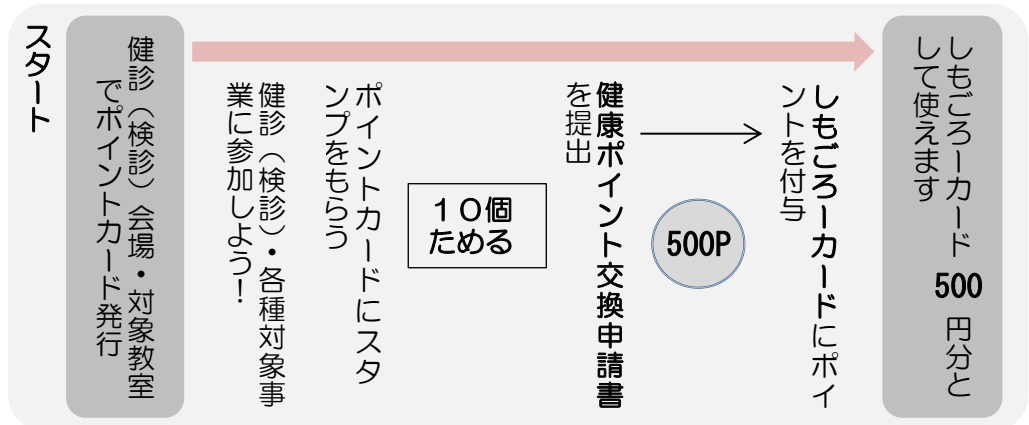 スタート
健診（検診）会場・対象教室
でポイントカード発行
健診（検診）・各種対象事
業に参加しよう！
ポイントカードにスタ
ンプをもらう
１０個
ためる
健康ポイント交換申請書
を提出
500P
しもごろーカードにポイ
ントを付与
しもごろーカード 500 円分と
して使えます